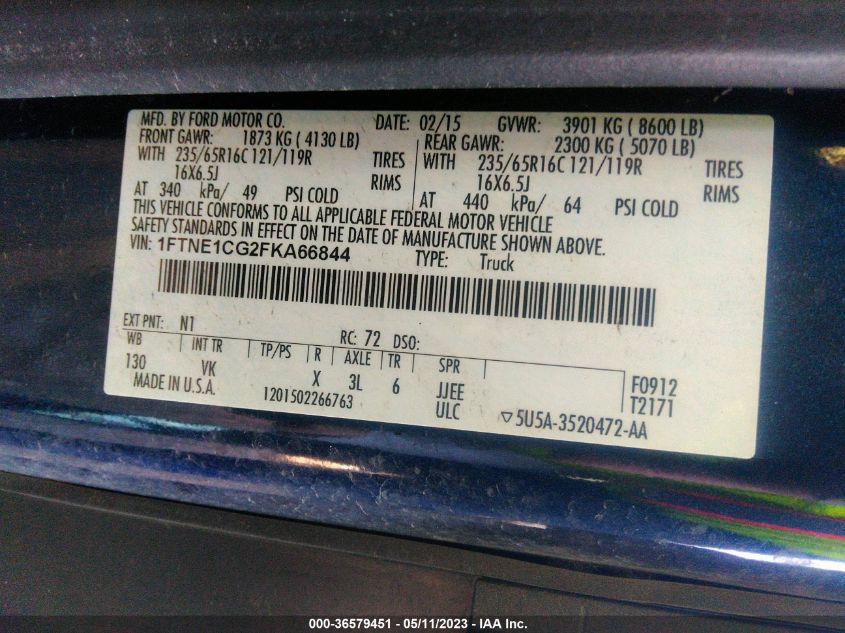 MFD. BY FORD MOTOR CO. DATE: 02/15 GVWR: 3901 KG ( 8600 LB)
FRONT GAWR: 1873 KG ( 4130 LB) REAR GAWR: 2300 KG ( 5070 LB)
WITH 235/65R16C 121/119R TIRES WITH 235/65R16C 121/119R TIRES
16X6.5J RIMS 16X6.5J RIMS
AT 340 kPa/ 49 PSI COLD AT 440 kPa/ 64 PSI COLD
THIS VEHICLE CONFORMS TO ALL APPLICABLE FEDERAL MOTOR VEHICLE
SAFETY STANDARDS IN EFFECT ON THE DATE OF MANUFACTURE SHOWN ABOVE.
VIN: 1FTNE1CG2FKA66844 TYPE: Truck
EXT PNT: N1 RC: 72 DSO:
WB INT TR TP/PS R AXLE TR SPR
130 VK X 3L 6 JJEE F0912
MADE IN U.S.A. 1201502266763 ULC T2171
▽5U5A-3520472-AA
000-36579451 - 05/11/2023 - IAA Inc.